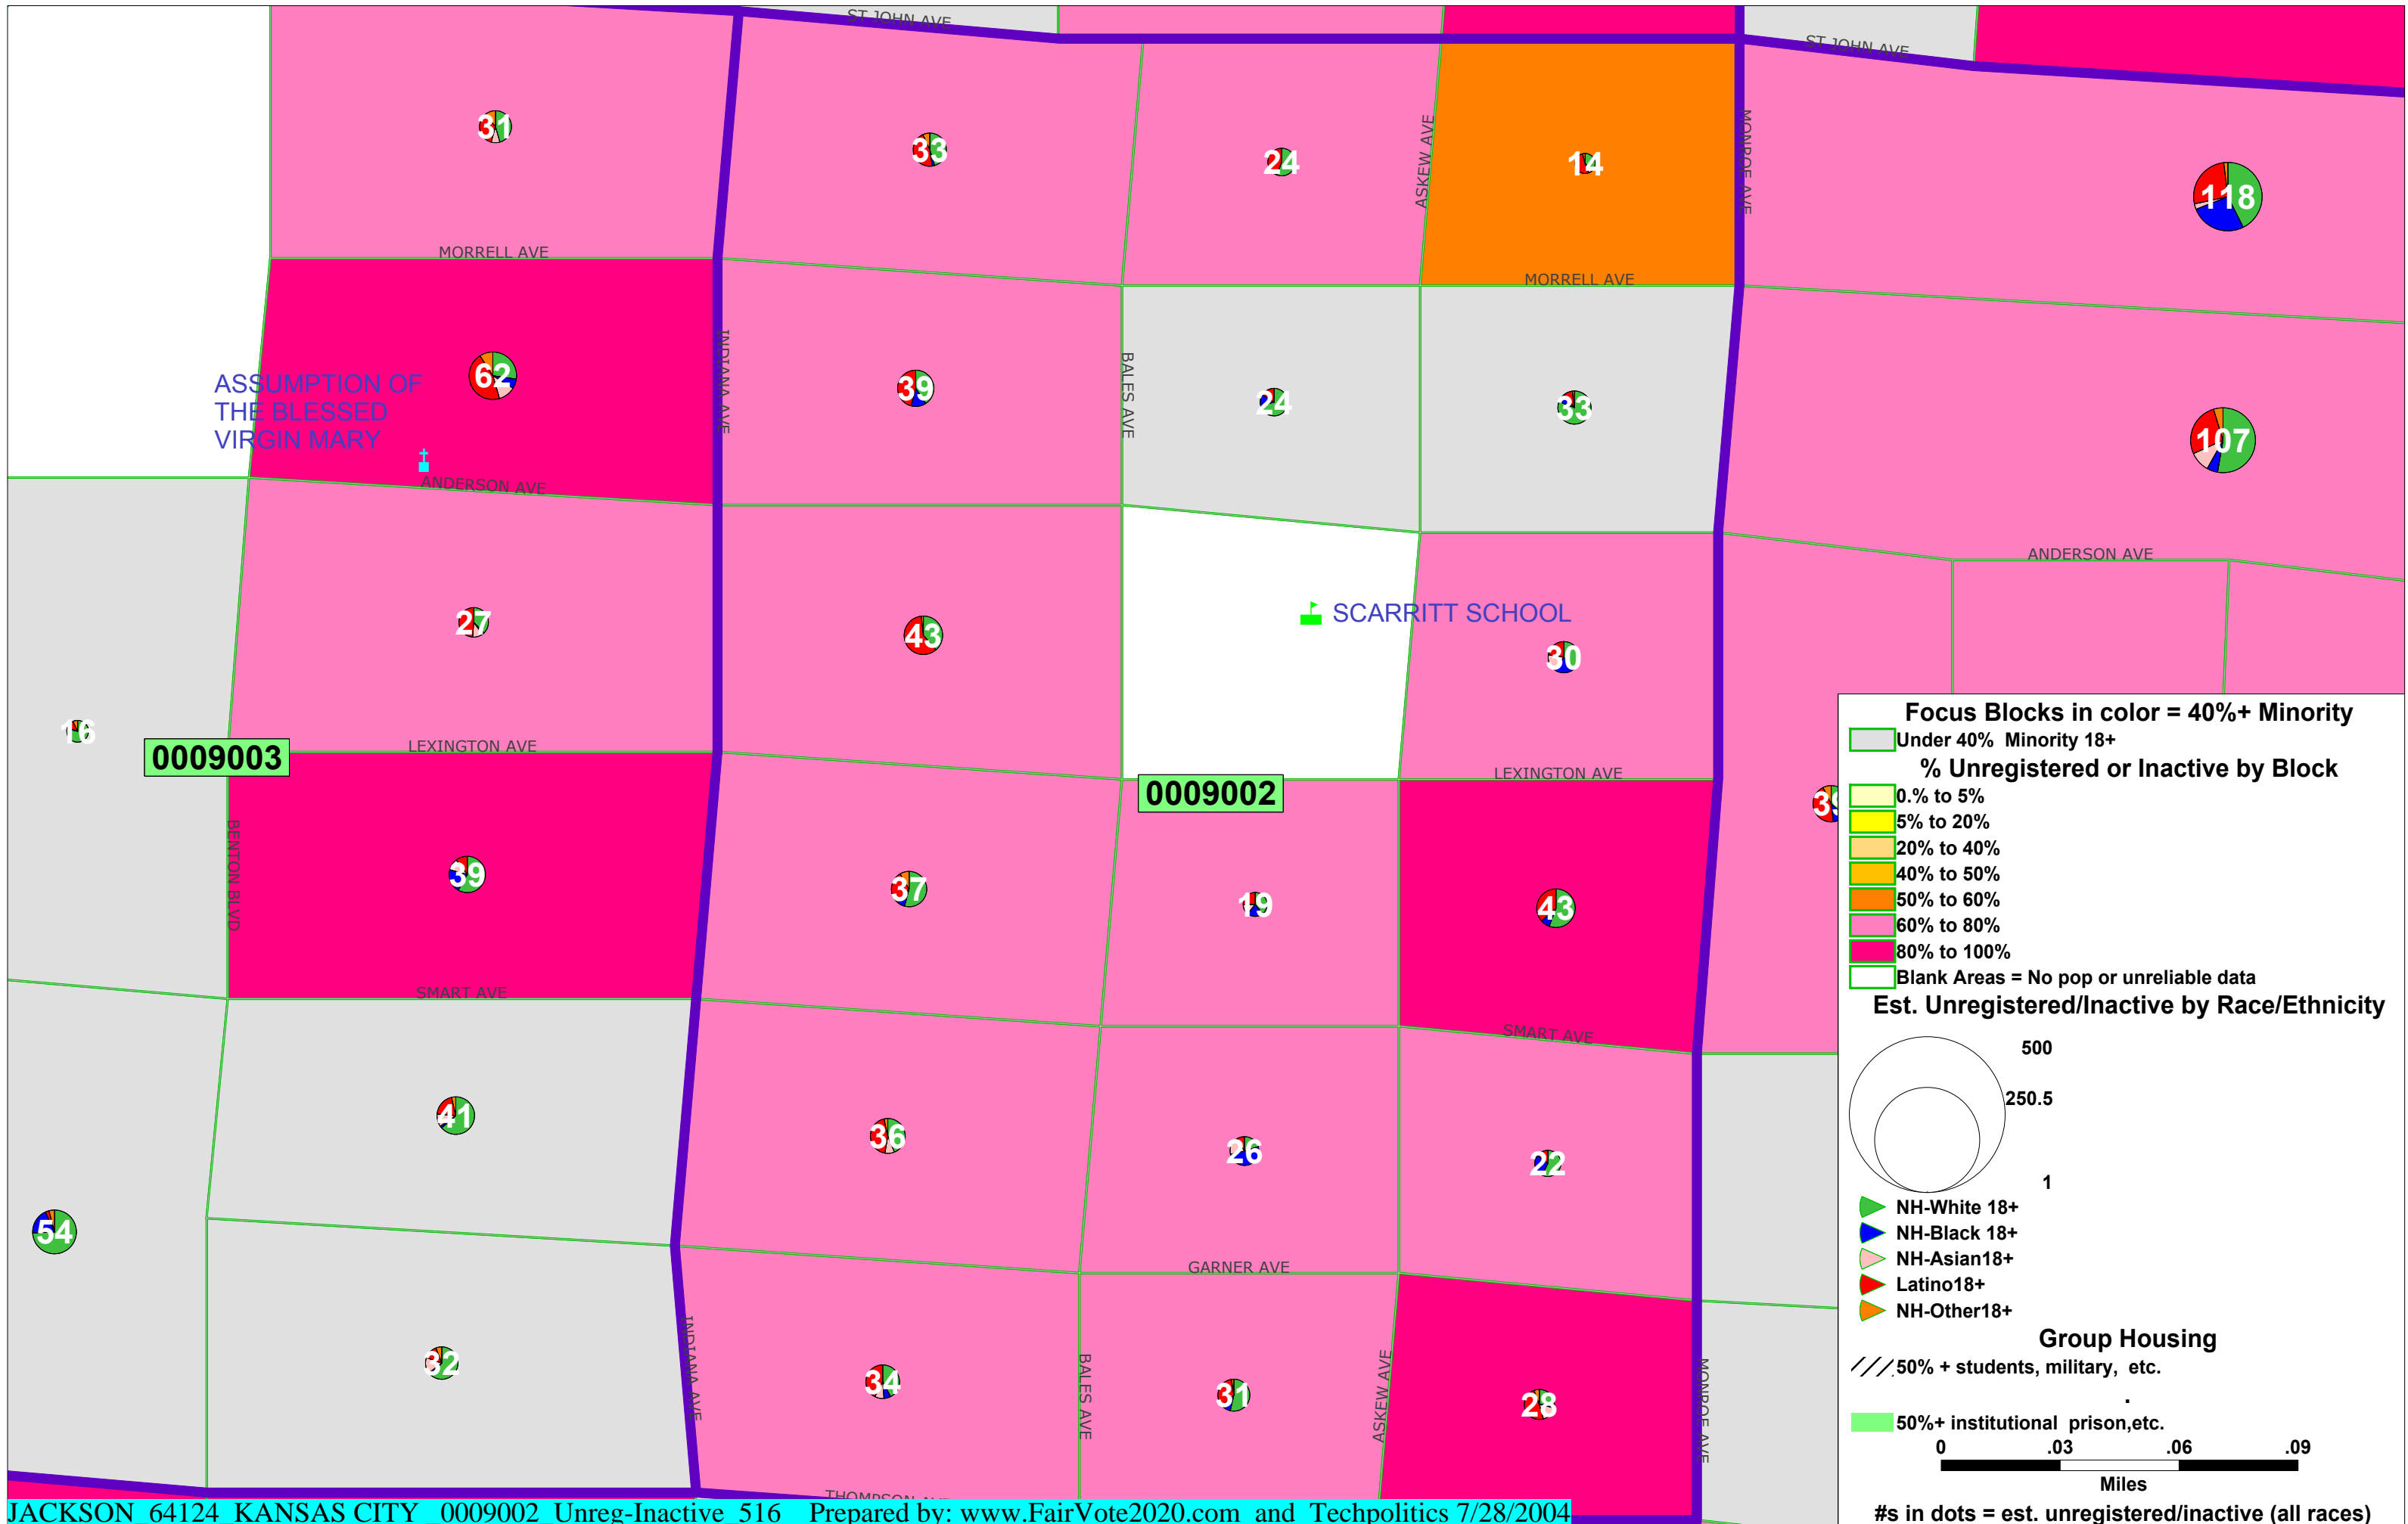 ST JOHN AVE
ST JOHN AVE
31
33
24
ASKEW AVE
14
MONROE AVE
118
MORRELL AVE
MORRELL AVE
ASSUMPTION OF
THE BLESSED
VIRGIN MARY
62
INDIANA AVE
39
BALES AVE
24
33
107
ANDERSON AVE
ANDERSON AVE
27
43
SCARRITT SCHOOL
30
16
0009003
LEXINGTON AVE
0009002
LEXINGTON AVE
39
BENTON BLVD
39
37
19
43
SMART AVE
SMART AVE
41
36
26
22
54
GARNER AVE
32
INDIANA AVE
34
BALES AVE
31
ASKEW AVE
28
MONROE AVE
THOMPSON AVE
Focus Blocks in color = 40%+ Minority
Under 40% Minority 18+
% Unregistered or Inactive by Block
0.% to 5%
5% to 20%
20% to 40%
40% to 50%
50% to 60%
60% to 80%
80% to 100%
Blank Areas = No pop or unreliable data
Est. Unregistered/Inactive by Race/Ethnicity
500
250.5
1
NH-White 18+
NH-Black 18+
NH-Asian18+
Latino18+
NH-Other18+
Group Housing
50% + students, military, etc.
.
50%+ institutional prison,etc.
0 .03 .06 .09
Miles
#s in dots = est. unregistered/inactive (all races)
JACKSON 64124 KANSAS CITY 0009002 Unreg-Inactive 516 Prepared by: www.FairVote2020.com and Techpolitics 7/28/2004